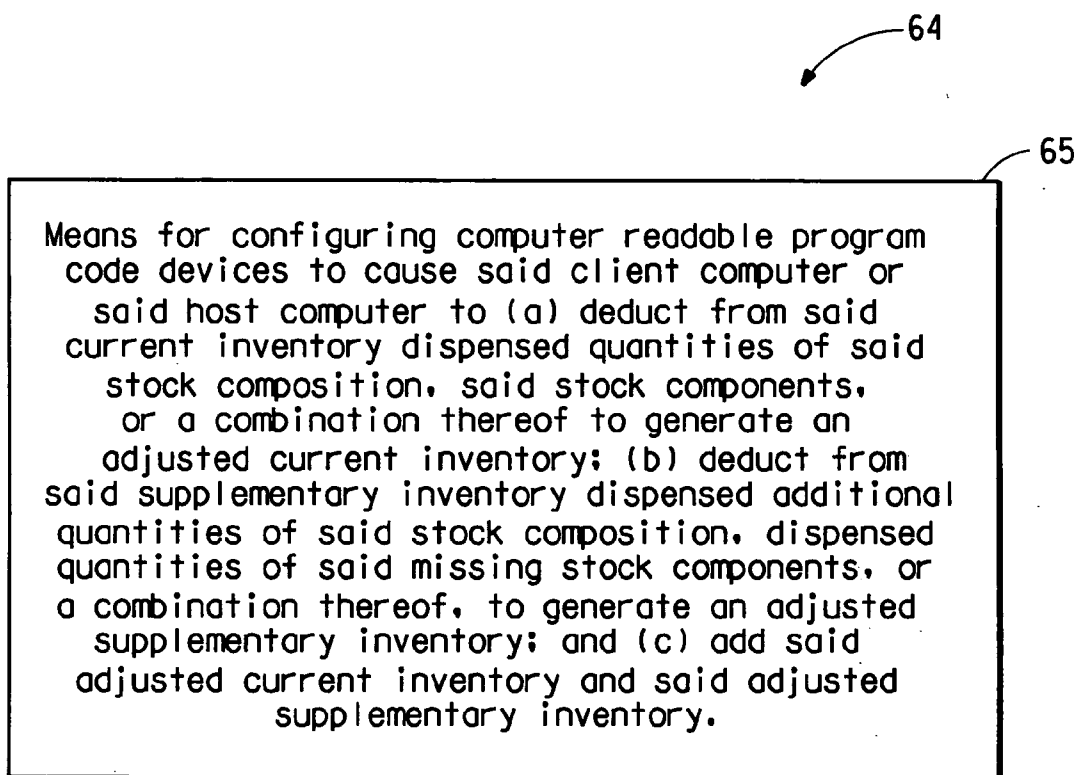 64
65
Means for configuring computer readable program
code devices to cause said client computer or
said host computer to (a) deduct from said
current inventory dispensed quantities of said
stock composition, said stock components,
or a combination thereof to generate an
adjusted current inventory; (b) deduct from
said supplementary inventory dispensed additional
quantities of said stock composition, dispensed
quantities of said missing stock components, or
a combination thereof, to generate an adjusted
supplementary inventory; and (c) add said
adjusted current inventory and said adjusted
supplementary inventory.